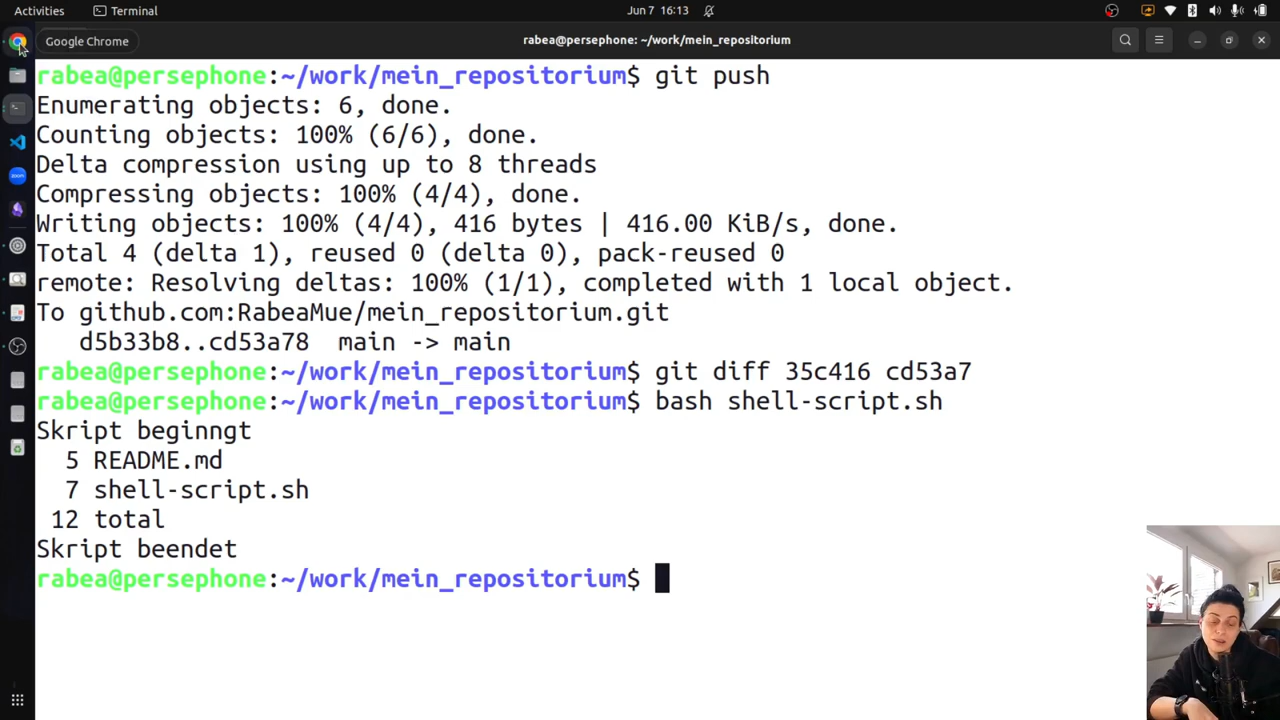 Activities
Terminal
Jun 7 16:13
Google Chrome
rabea@persephone: ~/work/mein_repositorium
rabea@persephone:~/work/mein_repositorium$ git push
Enumerating objects: 6, done.
Counting objects: 100% (6/6), done.
Delta compression using up to 8 threads
Compressing objects: 100% (4/4), done.
Writing objects: 100% (4/4), 416 bytes | 416.00 KiB/s, done.
Total 4 (delta 1), reused 0 (delta 0), pack-reused 0
remote: Resolving deltas: 100% (1/1), completed with 1 local object.
To github.com:RabeaMue/mein_repositorium.git
d5b33b8..cd53a78  main -> main
rabea@persephone:~/work/mein_repositorium$ git diff 35c416 cd53a7
rabea@persephone:~/work/mein_repositorium$ bash shell-script.sh
Skript beginngt
5 README.md
7 shell-script.sh
12 total
Skript beendet
rabea@persephone:~/work/mein_repositorium$
zoom